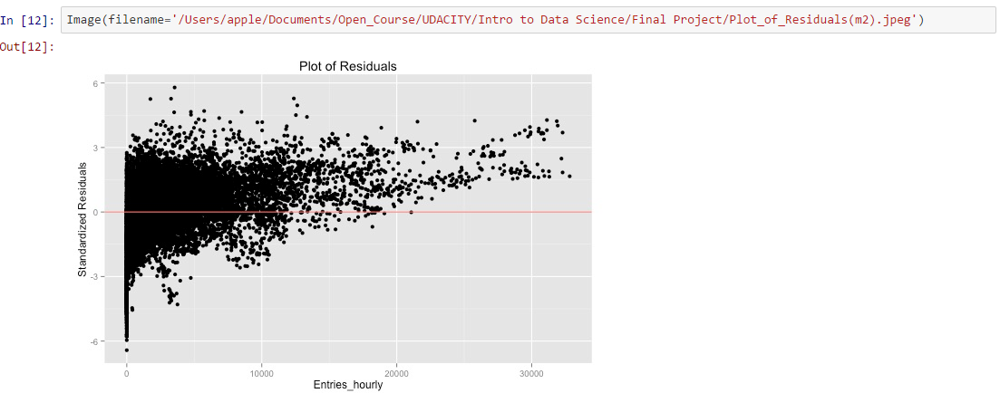 In [12]: Image(filename='/Users/apple/Documents/Open_Course/UDACITY/Intro to Data Science/Final Project/Plot_of_Residuals(m2).jpeg')
Out[12]:
Plot of Residuals
6
3
0
-3
-6
Standardized Residuals
0 10000 20000 30000
Entries_hourly